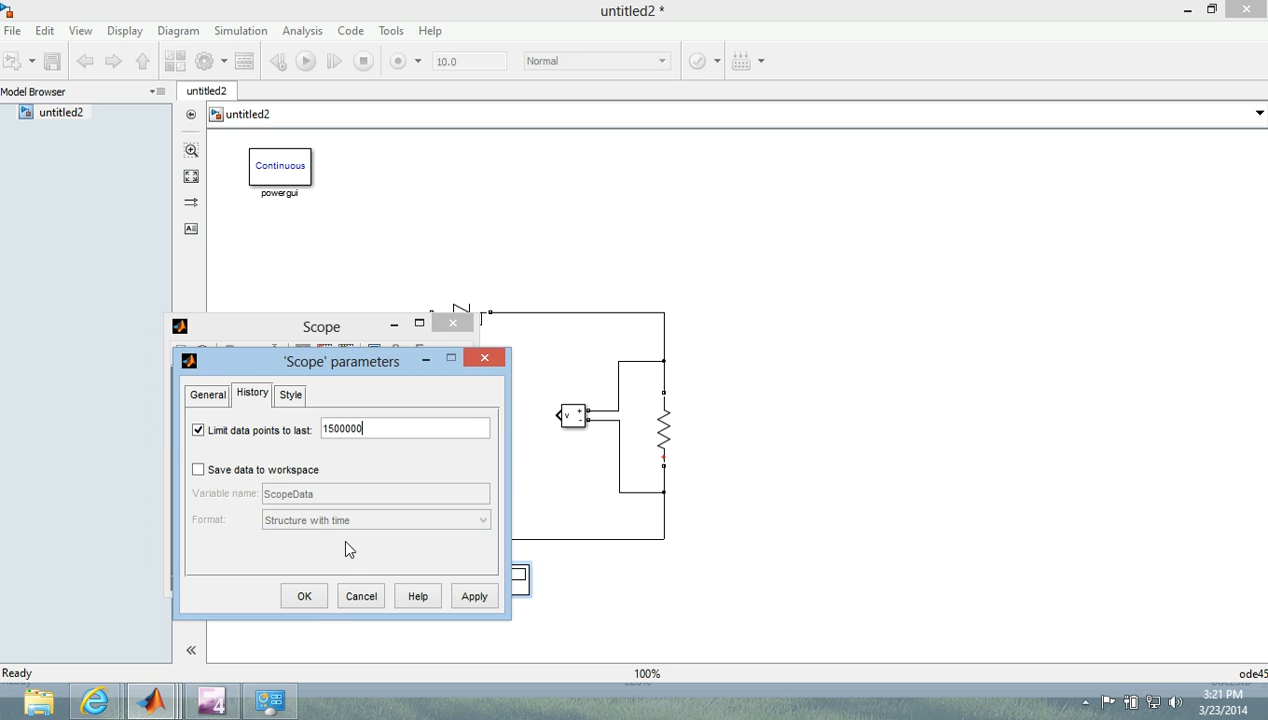 untitled2 *
File Edit View Display Diagram Simulation Analysis Code Tools Help
10.0 Normal
Model Browser
untitled2
untitled2
untitled2
Continuous
powergui
Scope
'Scope' parameters
General History Style
Limit data points to last: 1500000
Save data to workspace
Variable name: ScopeData
Format: Structure with time
OK Cancel Help Apply
v + -
Ready 100% ode45
4
3:21 PM
3/23/2014